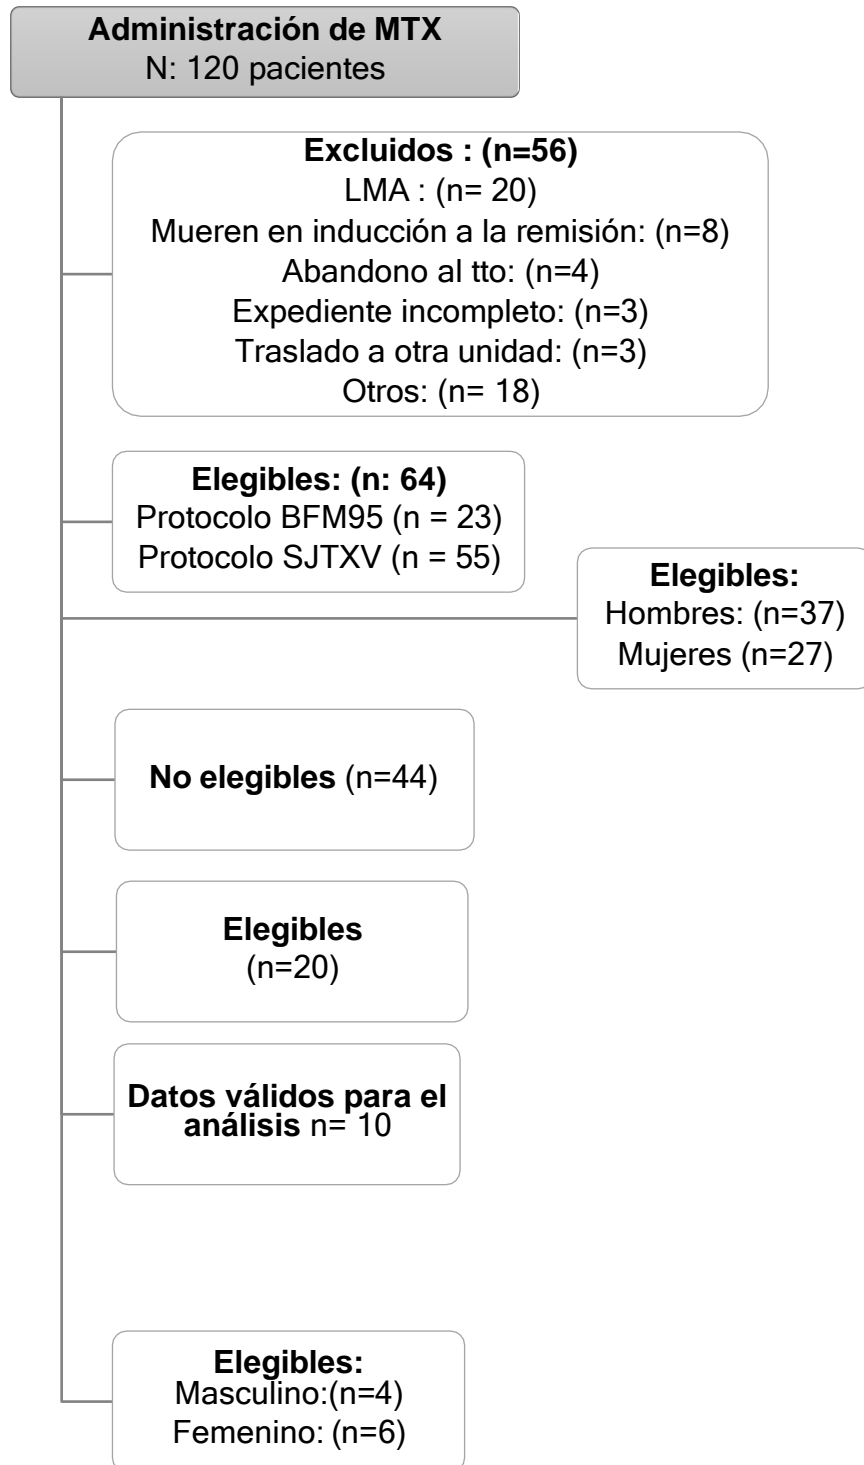 Administración de MTX
N: 120 pacientes
Excluidos : (n=56)
LMA : (n= 20)
Mueren en inducción a la remisión: (n=8)
Abandono al tto: (n=4)
Expediente incompleto: (n=3)
Traslado a otra unidad: (n=3)
Otros: (n= 18)
Elegibles: (n: 64)
Protocolo BFM95 (n = 23)
Protocolo SJTXV (n = 55)
Elegibles:
Hombres: (n=37)
Mujeres (n=27)
No elegibles (n=44)
Elegibles
(n=20)
Datos válidos para el
análisis n= 10
Elegibles:
Masculino:(n=4)
Femenino: (n=6)